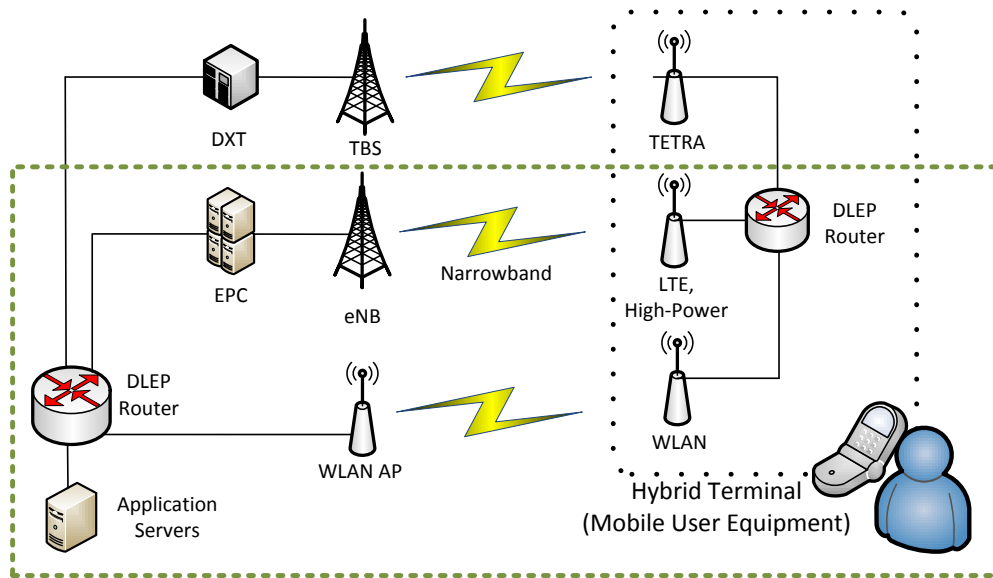 DXT
TBS
TETRA
EPC
eNB
Narrowband
LTE,
High-Power
DLEP
Router
DLEP
Router
WLAN AP
WLAN
Application
Servers
Hybrid Terminal
(Mobile User Equipment)